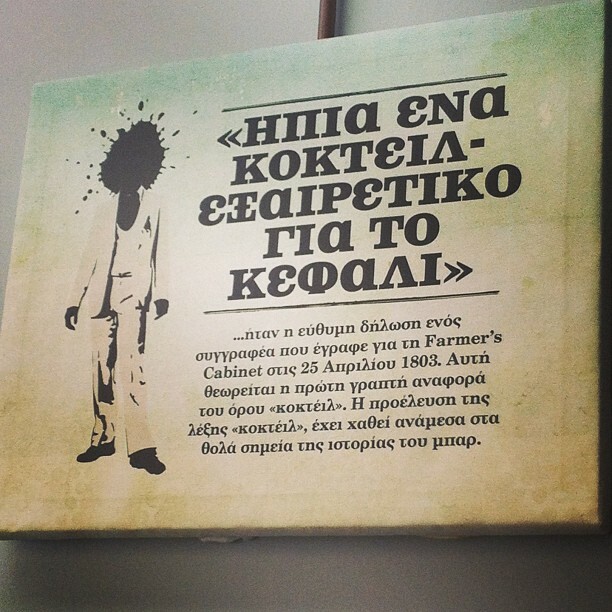 «ΗΠΙΑ ΕΝΑ
ΚΟΚΤΕΙΛ-
ΕΞΑΙΡΕΤΙΚΟ
ΓΙΑ ΤΟ
ΚΕΦΑΛΙ»
...ήταν η εύθυμη δήλωση ενός
συγγραφέα που έγραφε για τη Farmer's
Cabinet στις 25 Απριλίου 1803. Αυτή
θεωρείται η πρώτη γραπτή αναφορά
του όρου «κοκτέιλ». Η προέλευση της
λέξης «κοκτέιλ», έχει χαθεί ανάμεσα στα
θολά σημεία της ιστορίας του μπαρ.